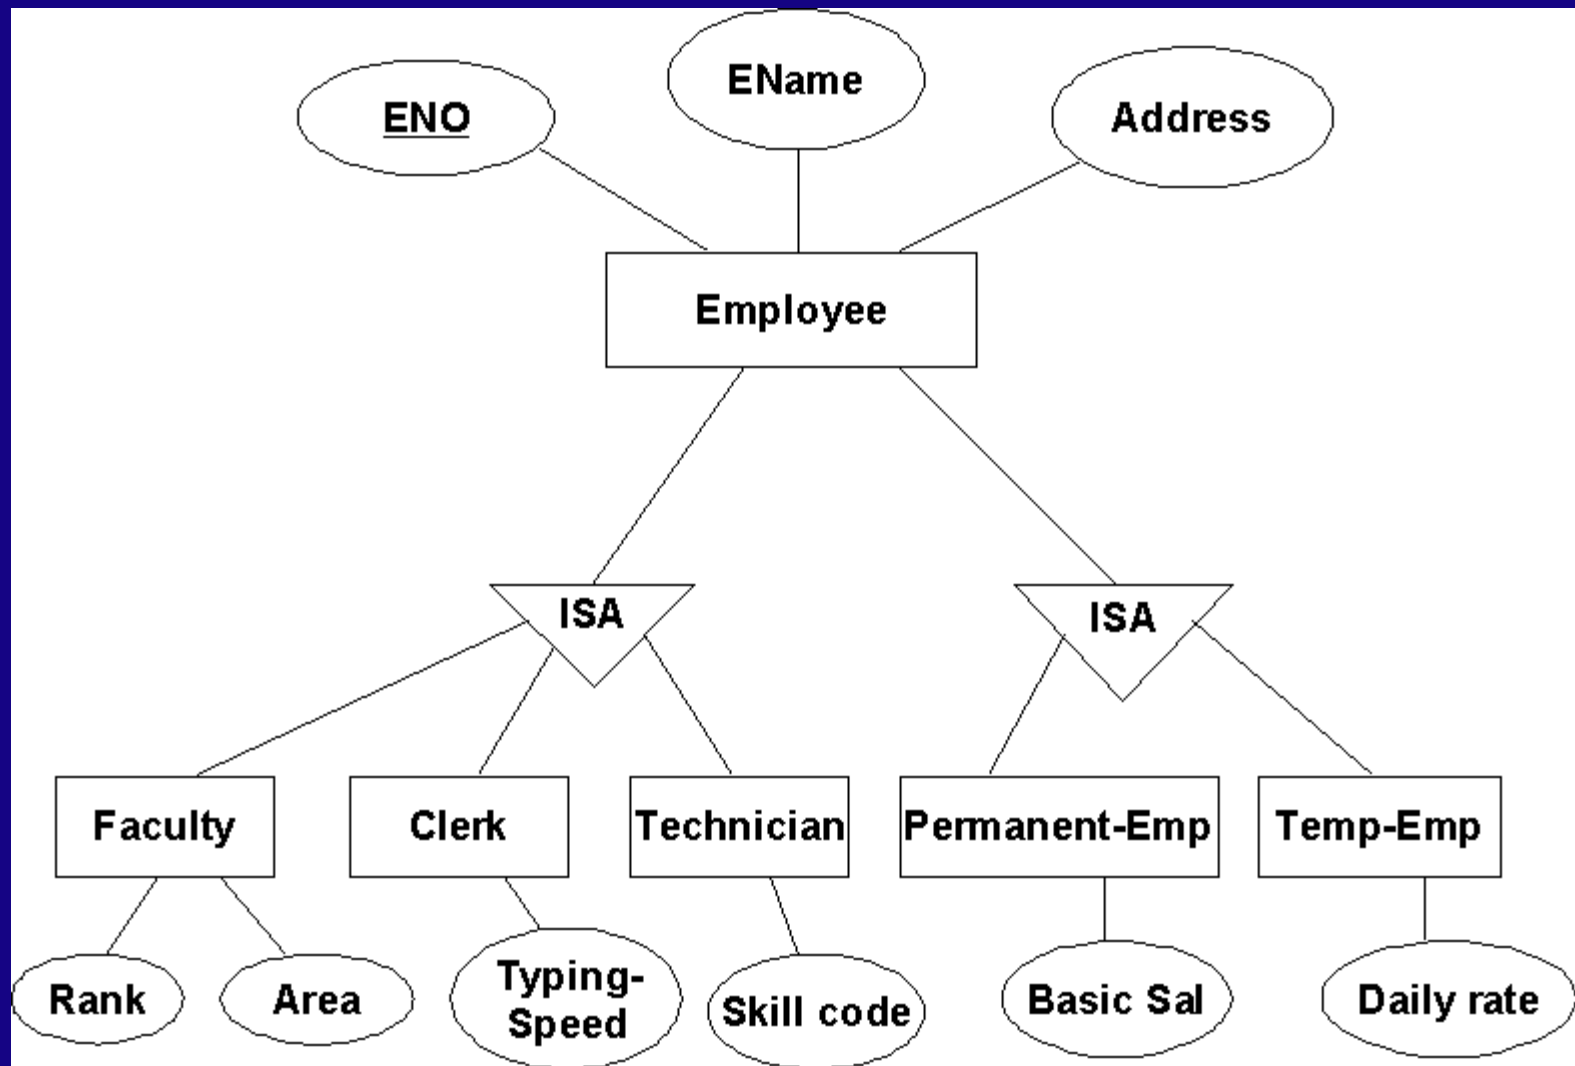 ENO
EName
Address
Employee
ISA
ISA
Faculty
Clerk
Technician
Permanent-Emp
Temp-Emp
Rank
Area
Typing-
Speed
Skill code
Basic Sal
Daily rate